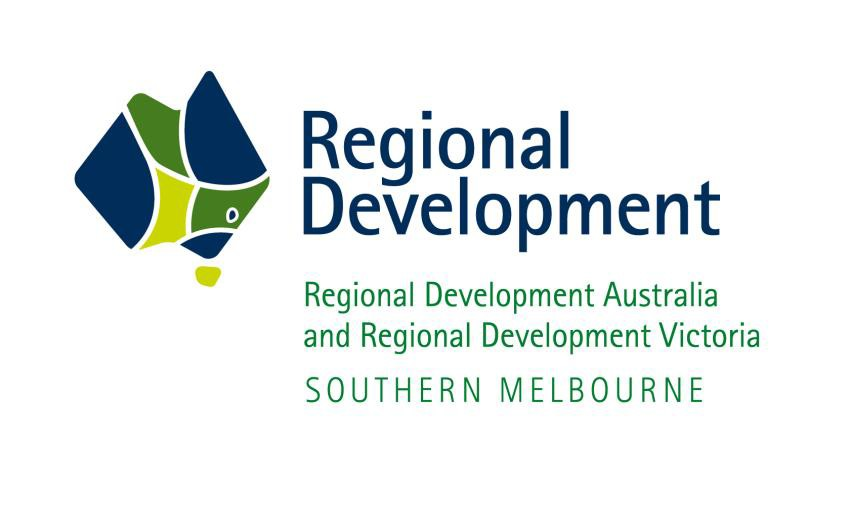 Regional
Development
Regional Development Australia
and Regional Development Victoria
SOUTHERN MELBOURNE